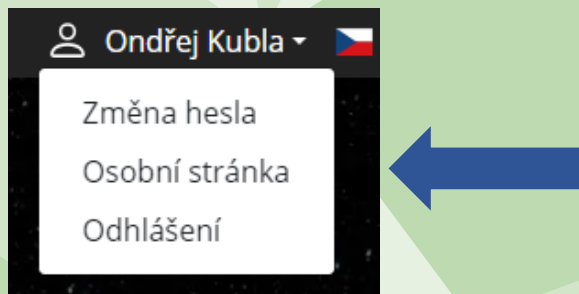 Ondřej Kubla
Změna hesla
Osobní stránka
Odhlášení